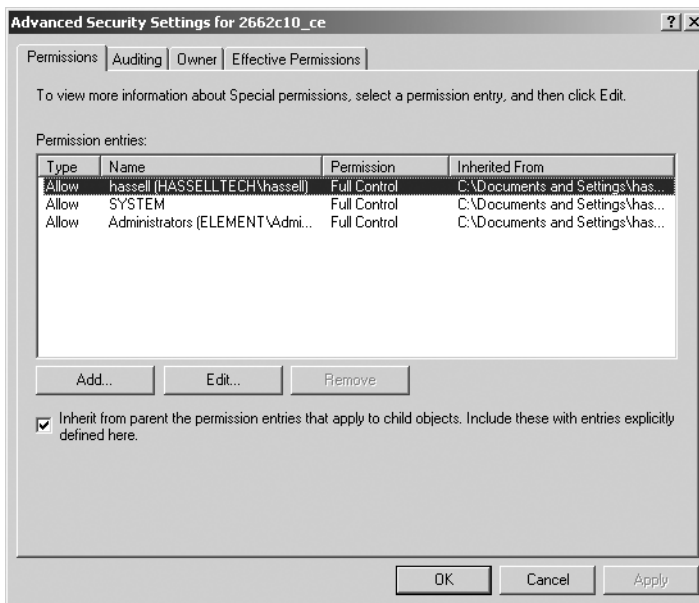 Advanced Security Settings for 2662c10_ce
Permissions Auditing Owner Effective Permissions
To view more information about Special permissions, select a permission entry, and then click Edit.
Permission entries:
Type Name Permission Inherited From
Allow hassell (HASSELLTECH\hassell) Full Control C:\Documents and Settings\has...
Allow SYSTEM Full Control C:\Documents and Settings\has...
Allow Administrators (ELEMENT\Admi... Full Control C:\Documents and Settings\has...
Add... Edit... Remove
Inherit from parent the permission entries that apply to child objects. Include these with entries explicitly
defined here.
OK Cancel Apply